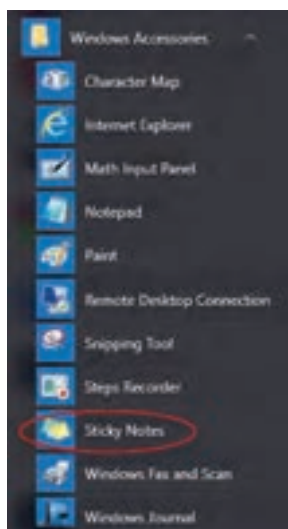 Windows Accessories
Character Map
Internet Explorer
Math Input Panel
Notepad
Paint
Remote Desktop Connection
Snipping Tool
Steps Recorder
Sticky Notes
Windows Fax and Scan
Windows Journal